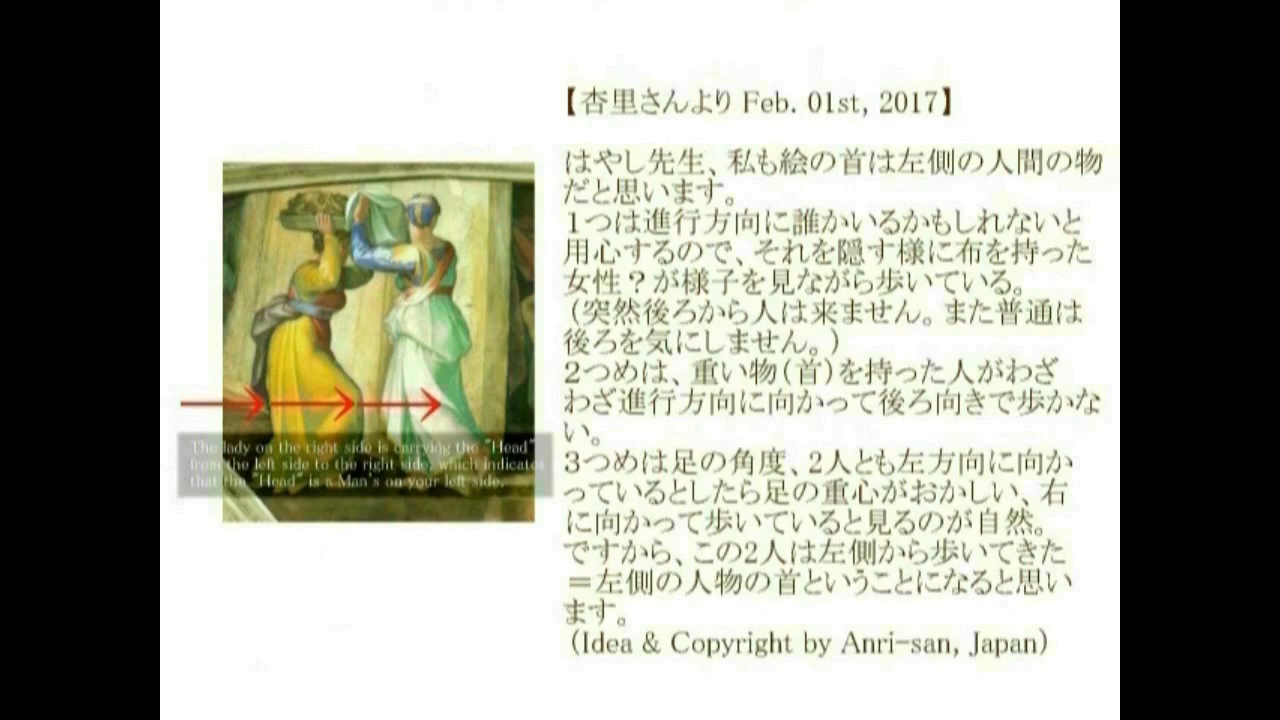 【杏里さんより Feb. 01st, 2017】
はやし先生、私も絵の首は左側の人間の物
だと思います。
１つは進行方向に誰かいるかもしれないと
用心するので、それを隠す様に布を持った
女性？が様子を見ながら歩いている。
（突然後ろから人は来ません。また普通は
後ろを気にしません。）
２つめは、重い物（首）を持った人がわざ
わざ進行方向に向かって後ろ向きで歩かな
い。
３つめは足の角度、２人とも左方向に向か
っているとしたら足の重心がおかしい、右
に向かって歩いていると見るのが自然。
ですから、この２人は左側から歩いてきた
＝左側の人物の首ということになると思い
ます。
（Idea & Copyright by Anri-san, Japan）
The lady on the right side is carrying the "Head"
from the left side to the right side, which indicates
that the "Head" is a Man's on your left side.